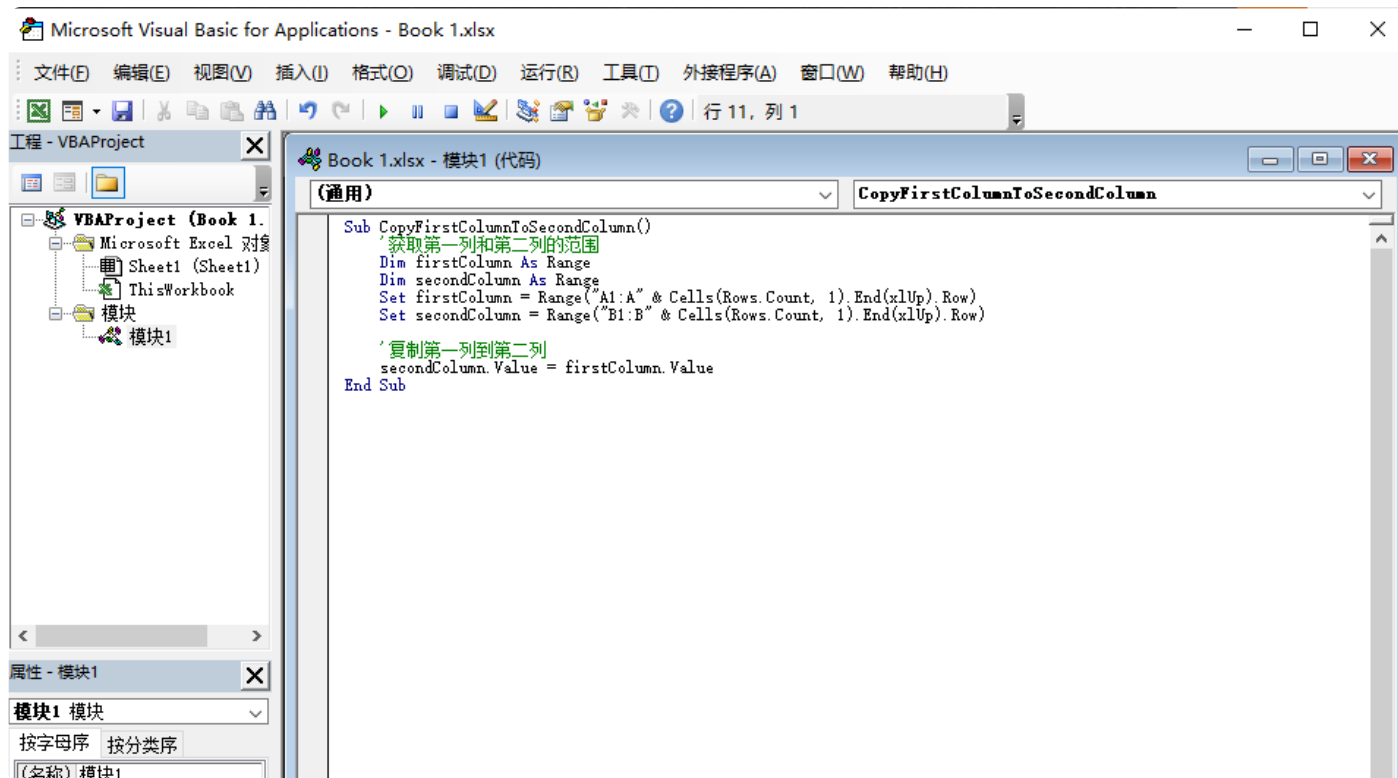 Microsoft Visual Basic for Applications - Book 1.xlsx
文件(F) 编辑(E) 视图(V) 插入(I) 格式(O) 调试(D) 运行(R) 工具(T) 外接程序(A) 窗口(W) 帮助(H)
行 11, 列 1
工程 - VBAProject
Book 1.xlsx - 模块1 (代码)
(通用)
CopyFirstColumnToSecondColumn
VBAProject (Book 1.
Microsoft Excel 对象
Sheet1 (Sheet1)
ThisWorkbook
模块
模块1
Sub CopyFirstColumnToSecondColumn()
'获取第一列和第二列的范围
Dim firstColumn As Range
Dim secondColumn As Range
Set firstColumn = Range("A1:A" & Cells(Rows.Count, 1).End(xlUp).Row)
Set secondColumn = Range("B1:B" & Cells(Rows.Count, 1).End(xlUp).Row)
'复制第一列到第二列
secondColumn.Value = firstColumn.Value
End Sub
属性 - 模块1
模块1 模块
按字母序 按分类序
(名称) 模块1